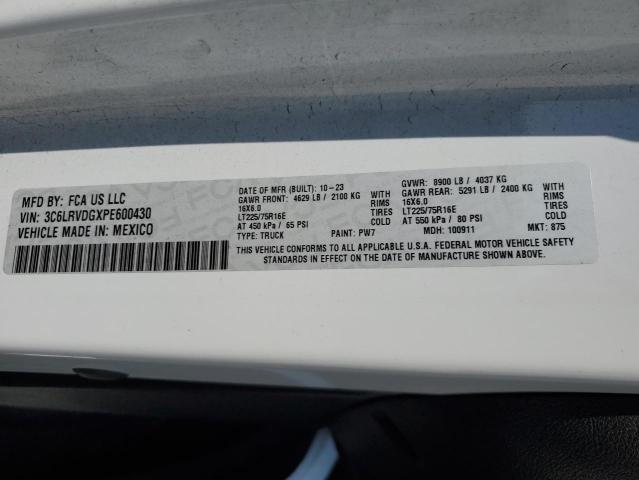 MFD BY: FCA US LLC
VIN: 3C6LRVDGXPE600430
VEHICLE MADE IN: MEXICO
DATE OF MFR (BUILT): 10-23
GAWR FRONT: 4629 LB / 2100 KG
16X6.0 RIMS
LT225/75R16E TIRES
AT 450 kPa / 65 PSI COLD
TYPE: TRUCK PAINT: PW7
GVWR: 8900 LB / 4037 KG
GAWR REAR: 5291 LB / 2400 KG
16X6.0 RIMS
LT225/75R16E TIRES
AT 550 kPa / 80 PSI COLD
MDH: 100911 MKT: 875
THIS VEHICLE CONFORMS TO ALL APPLICABLE U.S.A. FEDERAL MOTOR VEHICLE SAFETY
STANDARDS IN EFFECT ON THE DATE OF MANUFACTURE SHOWN ABOVE.